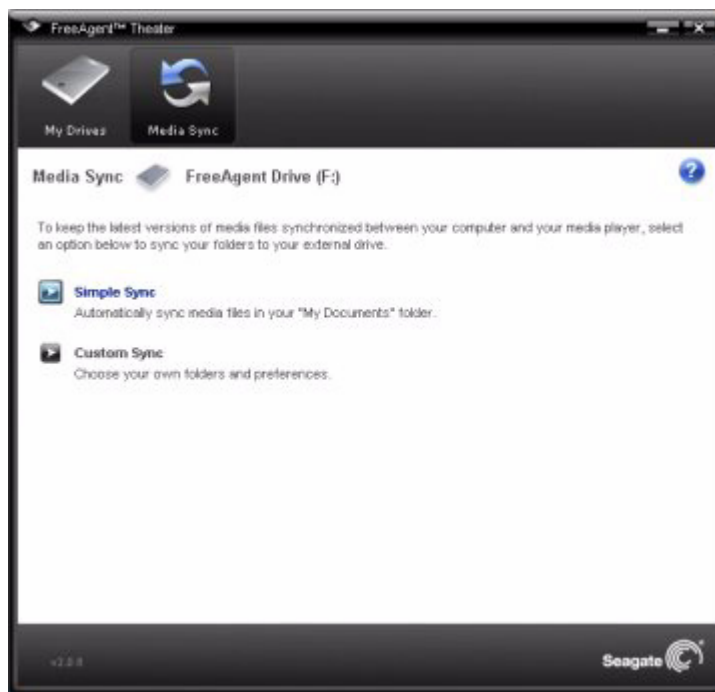 FreeAgent™ Theater
My Drives
Media Sync
Media Sync FreeAgent Drive (F:)
?
To keep the latest versions of media files synchronized between your computer and your media player, select
an option below to sync your folders to your external drive.
Simple Sync
Automatically sync media files in your "My Documents" folder.
Custom Sync
Choose your own folders and preferences.
Seagate